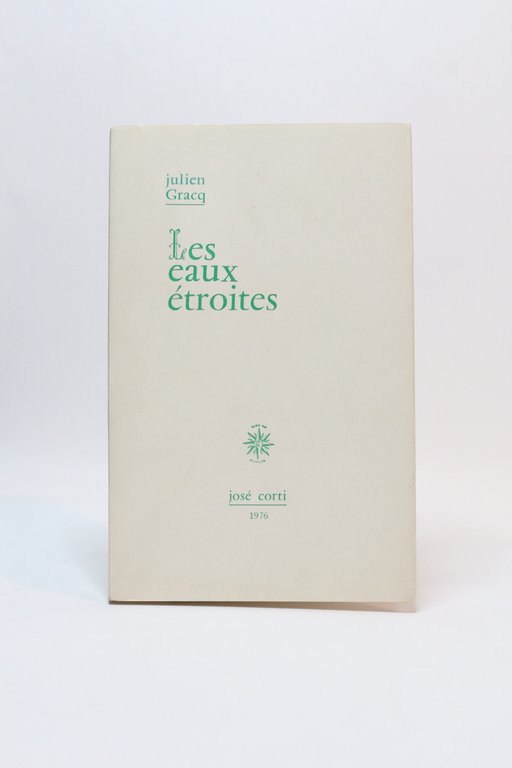 julien
Gracq
Les
eaux
étroites
josé corti
1976